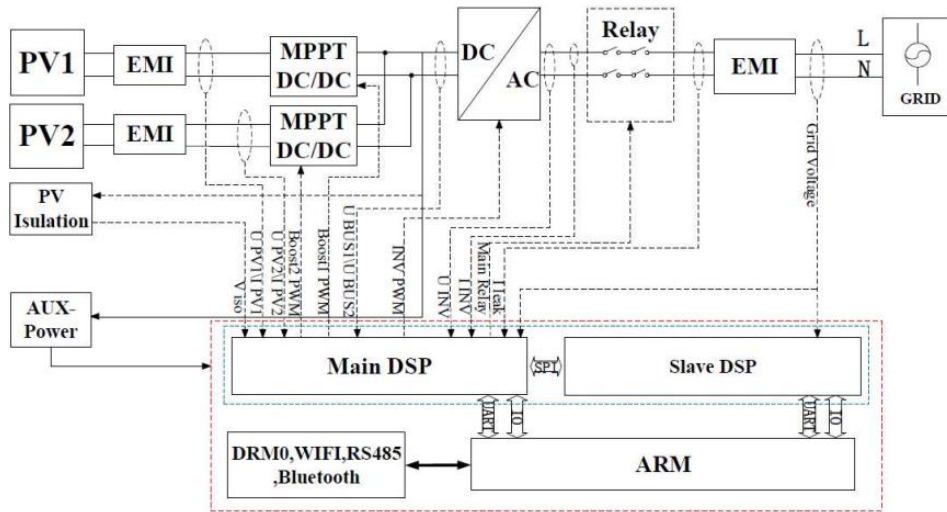 PV1
EMI
MPPT
DC/DC
DC
AC
Relay
EMI
L
N
GRID
PV2
EMI
MPPT
DC/DC
PV
Isulation
Grid Voltage
V iso
U PV1\I PV1
U PV2\I PV2
Boost2 PWM
Boost1 PWM
U BUS1\U BUS2
INV PWM
U INV
I INV
Main Relay
I leak
AUX-
Power
Main DSP
SPI
Slave DSP
UART
IO
UART
IO
DRM0,WIFI,RS485
,Bluetooth
ARM